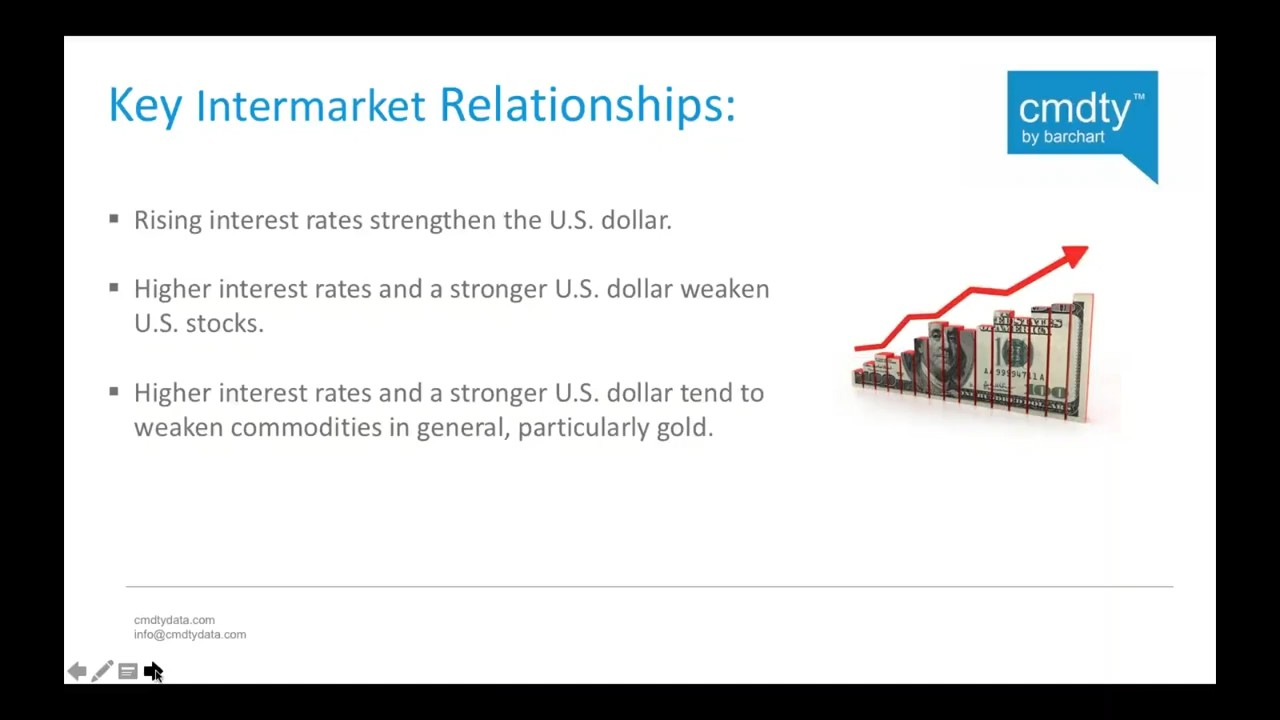 Key Intermarket Relationships:
cmdty™
by barchart
▪ Rising interest rates strengthen the U.S. dollar.
▪ Higher interest rates and a stronger U.S. dollar weaken
U.S. stocks.
▪ Higher interest rates and a stronger U.S. dollar tend to
weaken commodities in general, particularly gold.
cmdtydata.com
info@cmdtydata.com